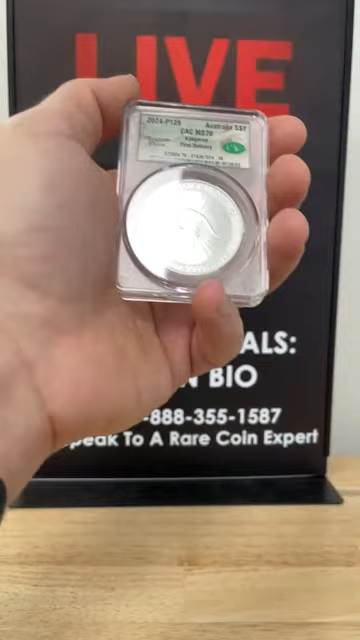 LIVE
2024-P125 Australia S$1
CAC MS70
Kangaroo
First Delivery
ALS:
N BIO
-888-355-1587
peak To A Rare Coin Expert